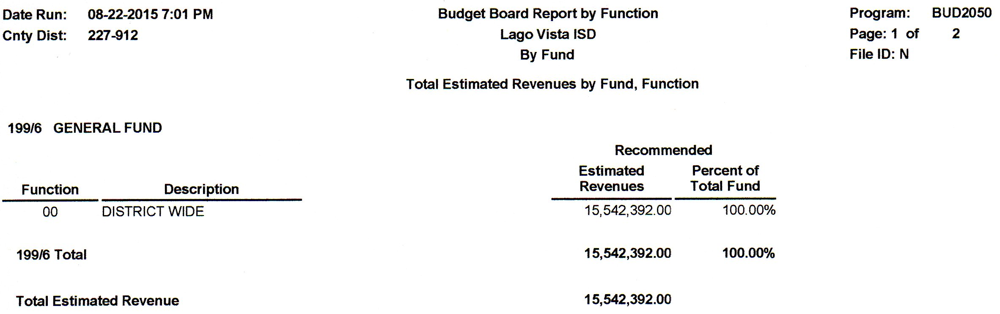 Date Run: 08-22-2015 7:01 PM Budget Board Report by Function Program: BUD2050
Cnty Dist: 227-912 Lago Vista ISD Page: 1 of 2
By Fund File ID: N
Total Estimated Revenues by Fund, Function
199/6 GENERAL FUND
Recommended
Estimated Percent of
Function Description Revenues Total Fund
00 DISTRICT WIDE 15,542,392.00 100.00%
199/6 Total 15,542,392.00 100.00%
Total Estimated Revenue 15,542,392.00